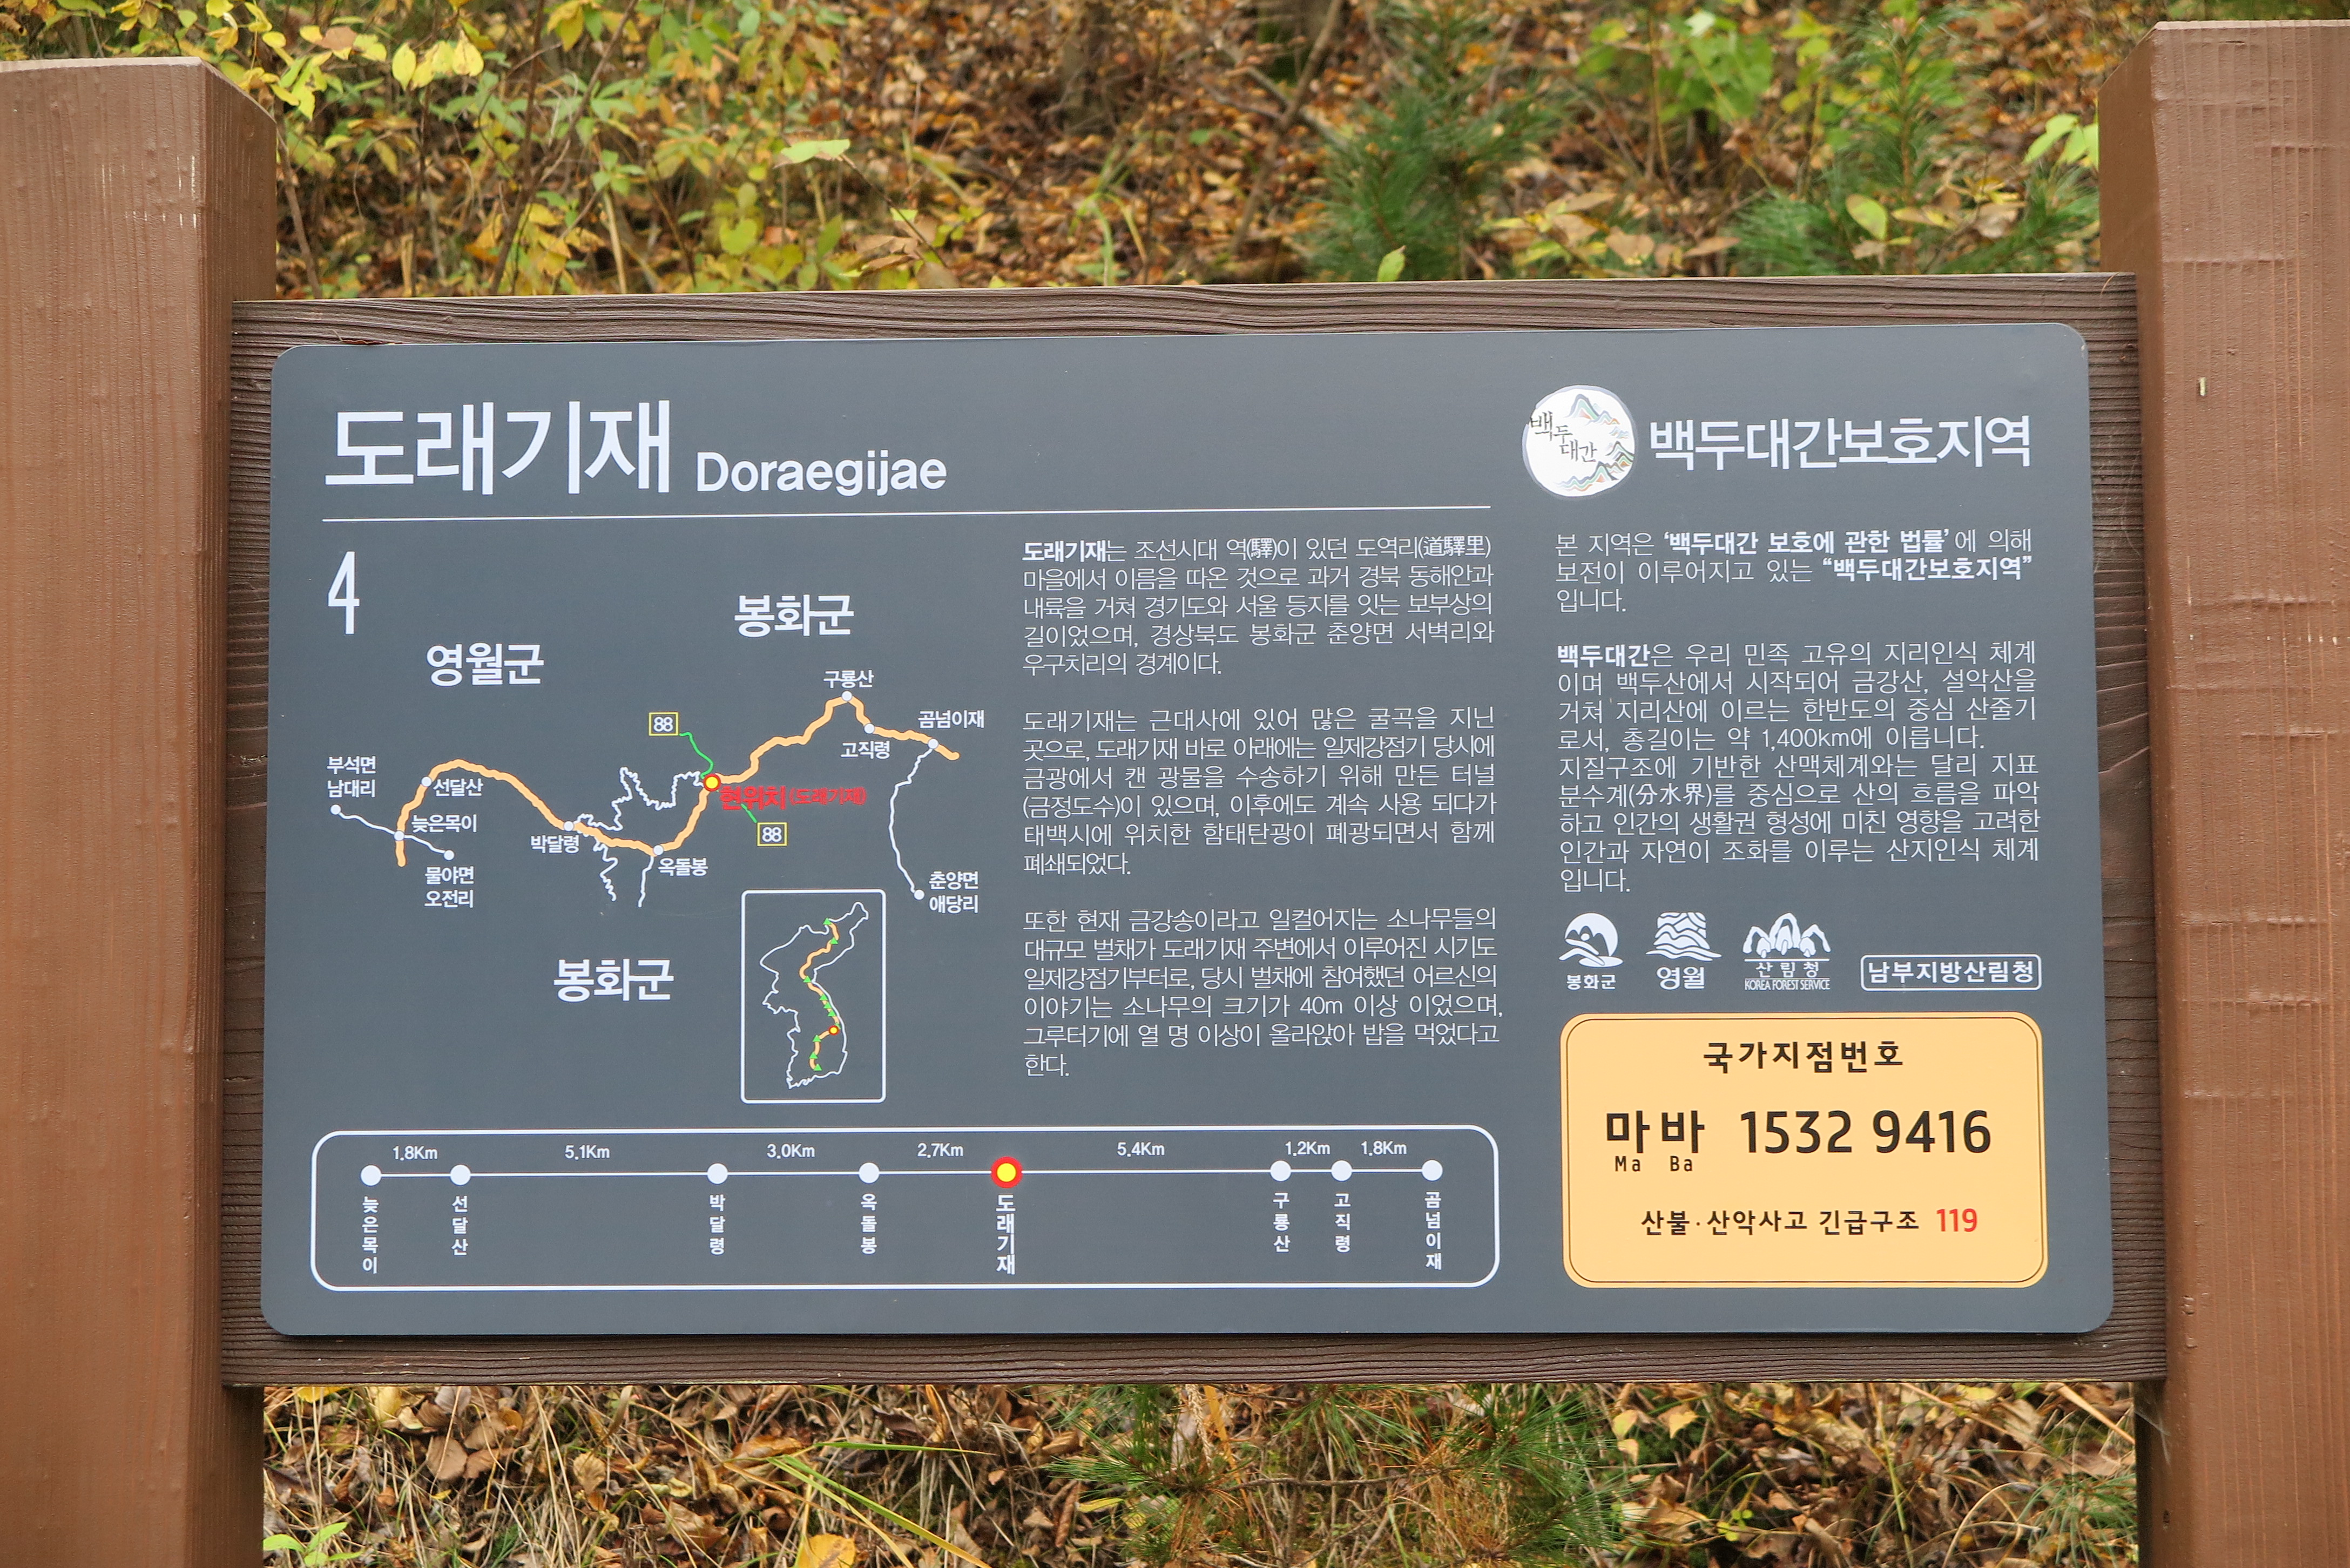 도래기재 Doraegijae
4
영월군
봉화군
구룡산
곰넘이재
고직령
88
부석면
남대리
선달산
늦은목이
현위치(도래기재)
88
박달령
옥돌봉
물야면
오전리
춘양면
애당리
봉화군
도래기재는 조선시대 역(驛)이 있던 도역리(道驛里)
마을에서 이름을 따온 것으로 과거 경북 동해안과
내륙을 거쳐 경기도와 서울 등지를 잇는 보부상의
길이었으며, 경상북도 봉화군 춘양면 서벽리와
우구치리의 경계이다.
도래기재는 근대사에 있어 많은 굴곡을 지닌
곳으로, 도래기재 바로 아래에는 일제강점기 당시에
금광에서 캔 광물을 수송하기 위해 만든 터널
(금정도수)이 있으며, 이후에도 계속 사용 되다가
태백시에 위치한 함태탄광이 폐광되면서 함께
폐쇄되었다.
또한 현재 금강송이라고 일컬어지는 소나무들의
대규모 벌채가 도래기재 주변에서 이루어진 시기도
일제강점기부터로, 당시 벌채에 참여했던 어르신의
이야기는 소나무의 크기가 40m 이상 이었으며,
그루터기에 열 명 이상이 올라앉아 밥을 먹었다고
한다.
1.8Km 5.1Km 3.0Km 2.7Km 5.4Km 1.2Km 1.8Km
늦은목이 선달산 박달령 옥돌봉 도래기재 구룡산 고직령 곰넘이재
백두대간
백두대간보호지역
본 지역은 ‘백두대간 보호에 관한 법률’에 의해
보전이 이루어지고 있는 “백두대간보호지역”
입니다.
백두대간은 우리 민족 고유의 지리인식 체계
이며 백두산에서 시작되어 금강산, 설악산을
거쳐 지리산에 이르는 한반도의 중심 산줄기
로서, 총길이는 약 1,400km에 이릅니다.
지질구조에 기반한 산맥체계와는 달리 지표
분수계(分水界)를 중심으로 산의 흐름을 파악
하고 인간의 생활권 형성에 미친 영향을 고려한
인간과 자연이 조화를 이루는 산지인식 체계
입니다.
봉화군 영월 산림청 남부지방산림청
KOREA FOREST SERVICE
국가지점번호
마바 1532 9416
Ma Ba
산불·산악사고 긴급구조 119